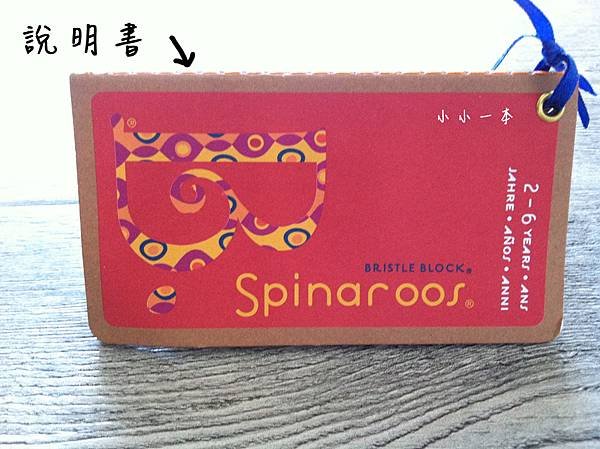 說明書
小小一本
B.®
BRISTLE BLOCK®
Spinaroos®
2-6 YEARS • ANS
JAHRE • AÑOS • ANNI